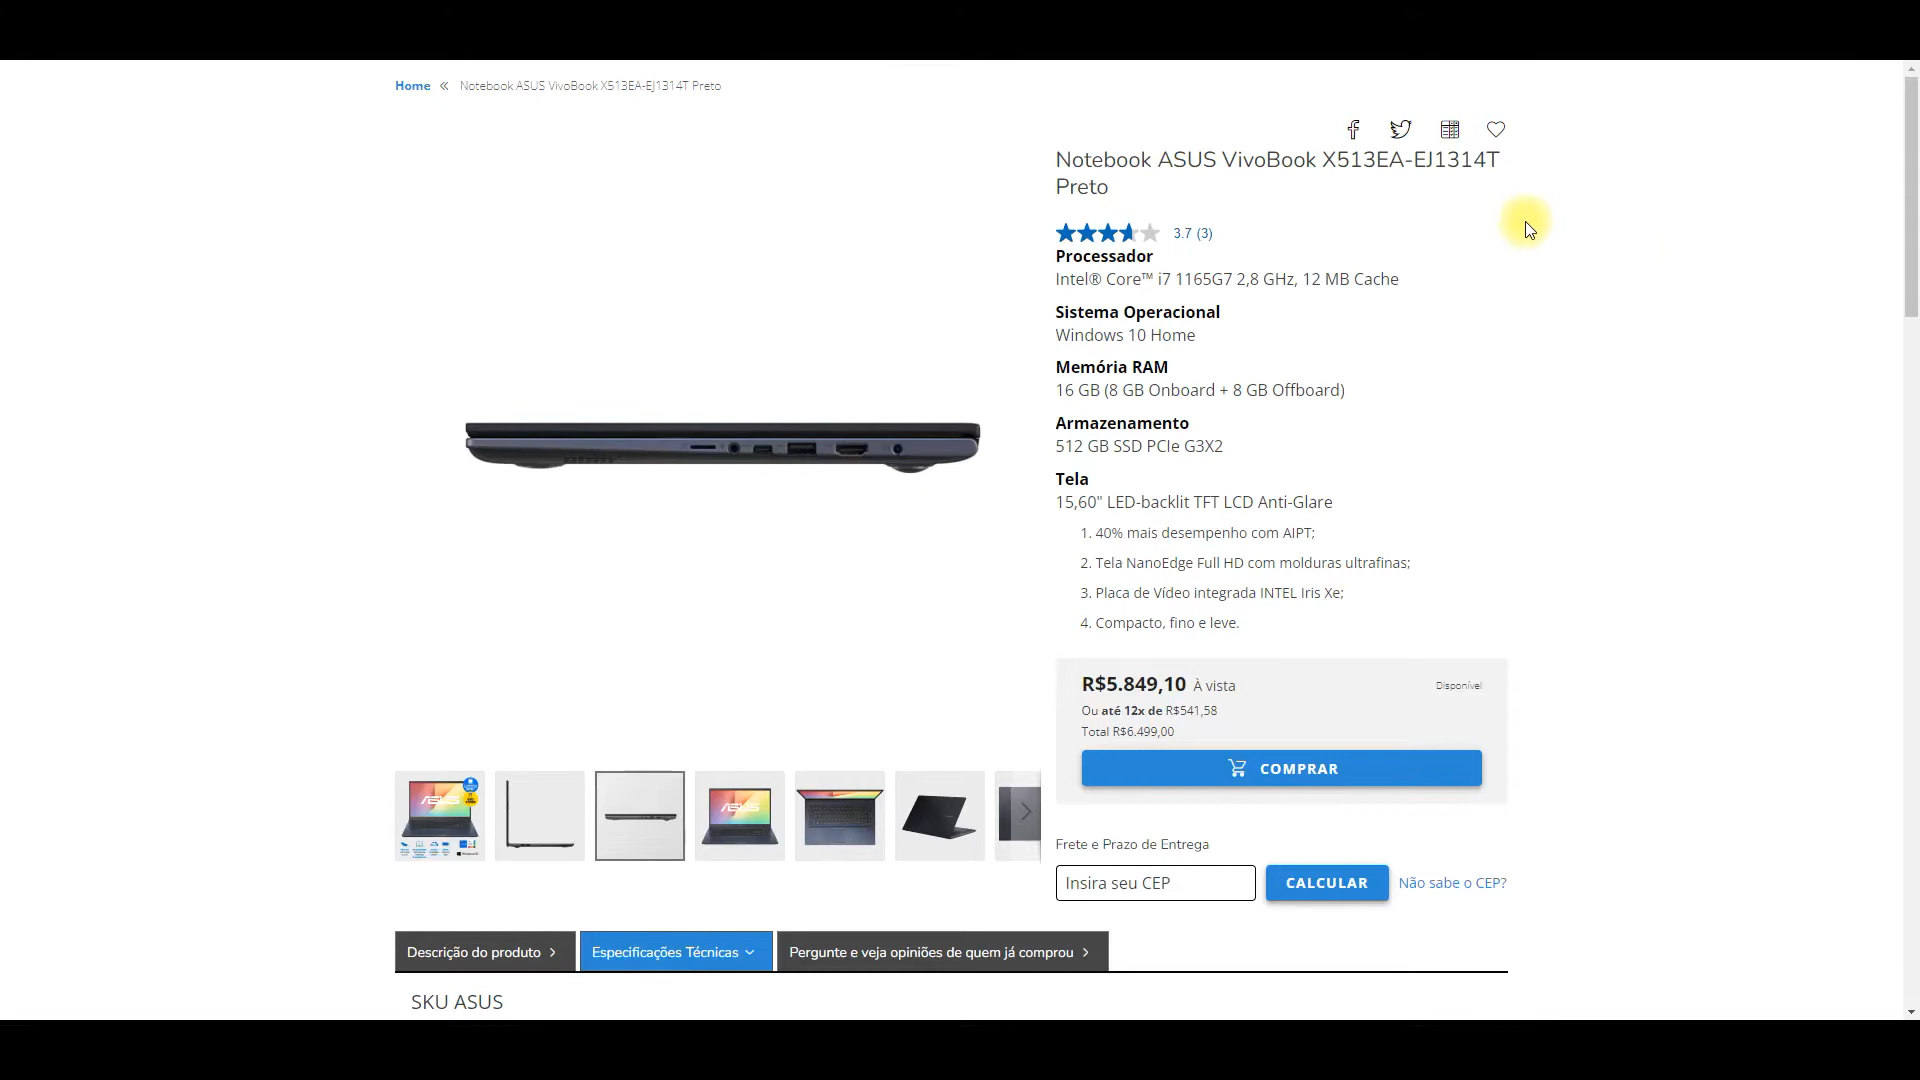 Home « Notebook ASUS VivoBook X513EA-EJ1314T Preto
Notebook ASUS VivoBook X513EA-EJ1314T
Preto
3.7 (3)
Processador
Intel® Core™ i7 1165G7 2,8 GHz, 12 MB Cache
Sistema Operacional
Windows 10 Home
Memória RAM
16 GB (8 GB Onboard + 8 GB Offboard)
Armazenamento
512 GB SSD PCIe G3X2
Tela
15,60" LED-backlit TFT LCD Anti-Glare
1. 40% mais desempenho com AIPT;
2. Tela NanoEdge Full HD com molduras ultrafinas;
3. Placa de Vídeo integrada INTEL Iris Xe;
4. Compacto, fino e leve.
R$5.849,10 À vista
Disponível
Ou até 12x de R$541,58
Total R$6.499,00
COMPRAR
ASUS
ASUS
Frete e Prazo de Entrega
Insira seu CEP
CALCULAR
Não sabe o CEP?
Descrição do produto
Especificações Técnicas
Pergunte e veja opiniões de quem já comprou
SKU ASUS